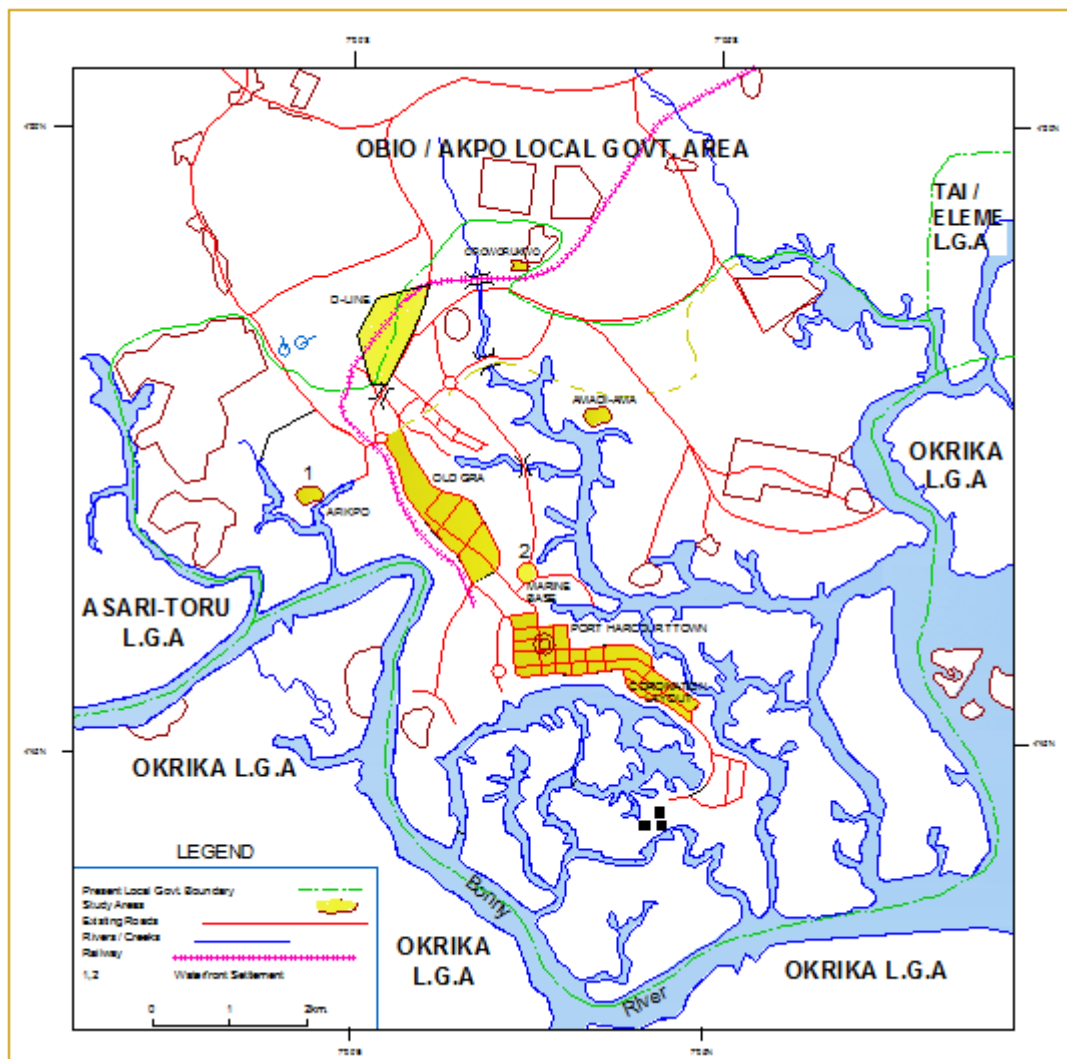 OBIO / AKPO LOCAL GOVT. AREA
TAI /
ELEME
L.G.A
D-LINE
AMADI-AMA
OKRIKA
L.G.A
OLD GRA
1
ARIKPO
2
MARINE
BASE
ASARI-TORU
L.G.A
PORT HARCOURT TOWN
OKRIKA L.G.A
Bonny
River
OKRIKA
L.G.A
OKRIKA L.G.A
LEGEND
Present Local Govt. Boundary
Study Areas
Existing Roads
Rivers / Creeks
Railway
1,2 Waterfront Settlement
0 1 2km.